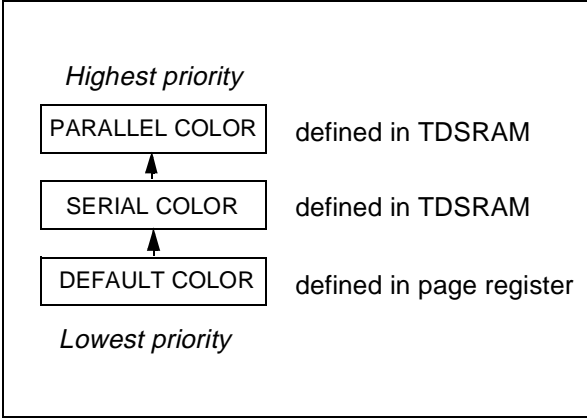 Highest priority
PARALLEL COLOR defined in TDSRAM
SERIAL COLOR defined in TDSRAM
DEFAULT COLOR defined in page register
Lowest priority